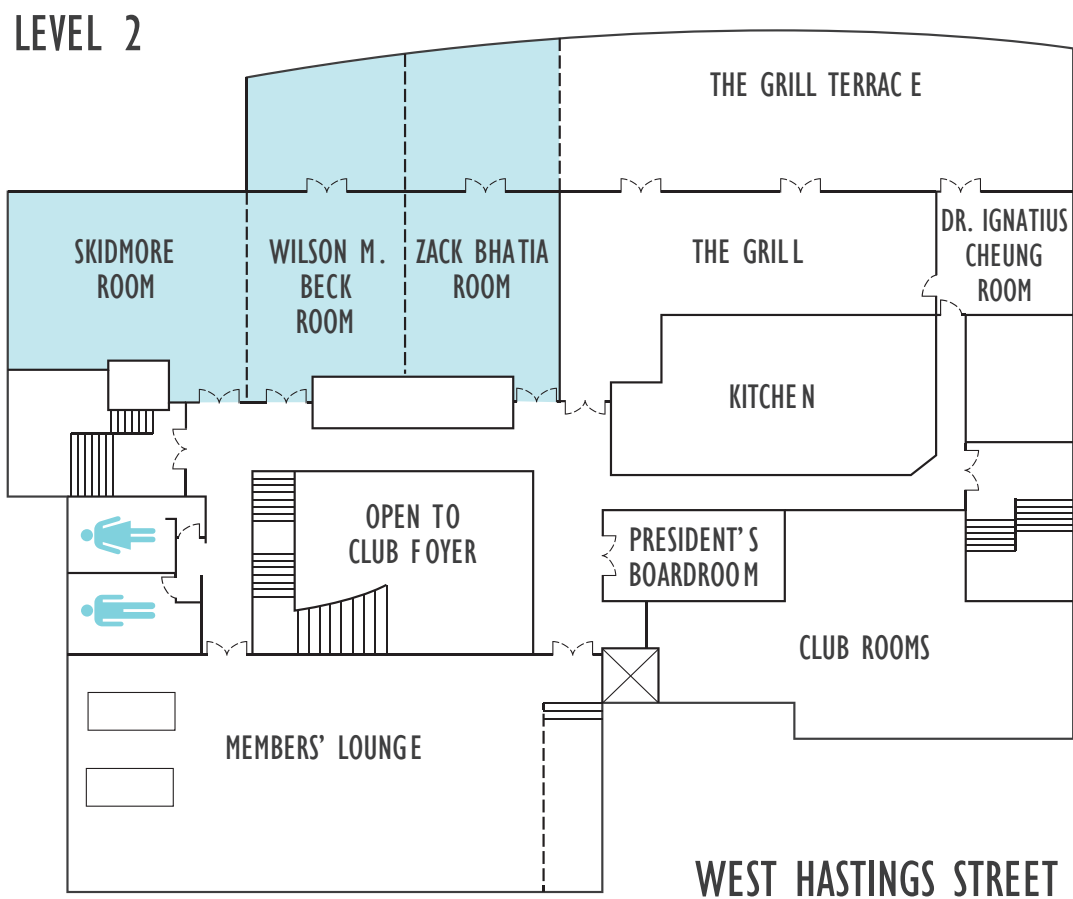 LEVEL 2
THE GRILL TERRACE
SKIDMORE
ROOM
WILSON M.
BECK
ROOM
ZACK BHATIA
ROOM
THE GRILL
DR. IGNATIUS
CHEUNG
ROOM
KITCHEN
OPEN TO
CLUB FOYER
PRESIDENT'S
BOARDROOM
CLUB ROOMS
MEMBERS' LOUNGE
WEST HASTINGS STREET